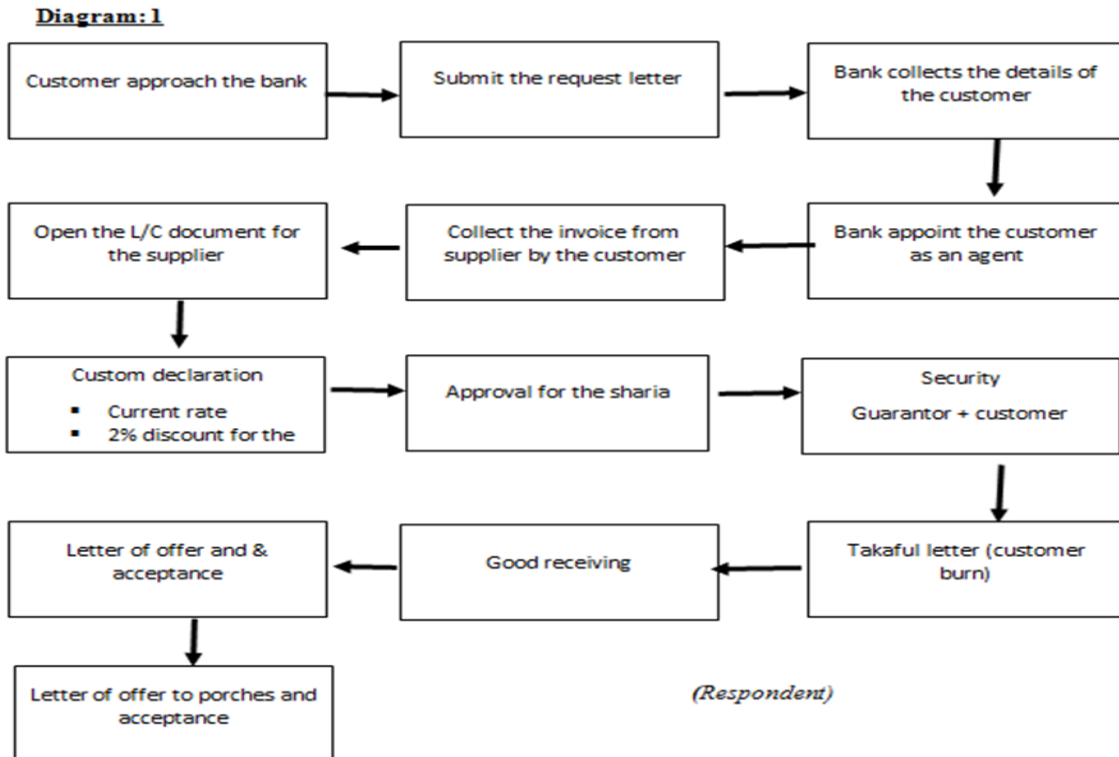 Diagram:1
Customer approach the bank
Submit the request letter
Bank collects the details of
the customer
Bank appoint the customer
as an agent
Collect the invoice from
supplier by the customer
Open the L/C document for
the supplier
Custom declaration
▪ Current rate
▪ 2% discount for the
Approval for the sharia
Security
Guarantor + customer
Takaful letter (customer
burn)
Good receiving
Letter of offer and &
acceptance
Letter of offer to porches and
acceptance
(Respondent)